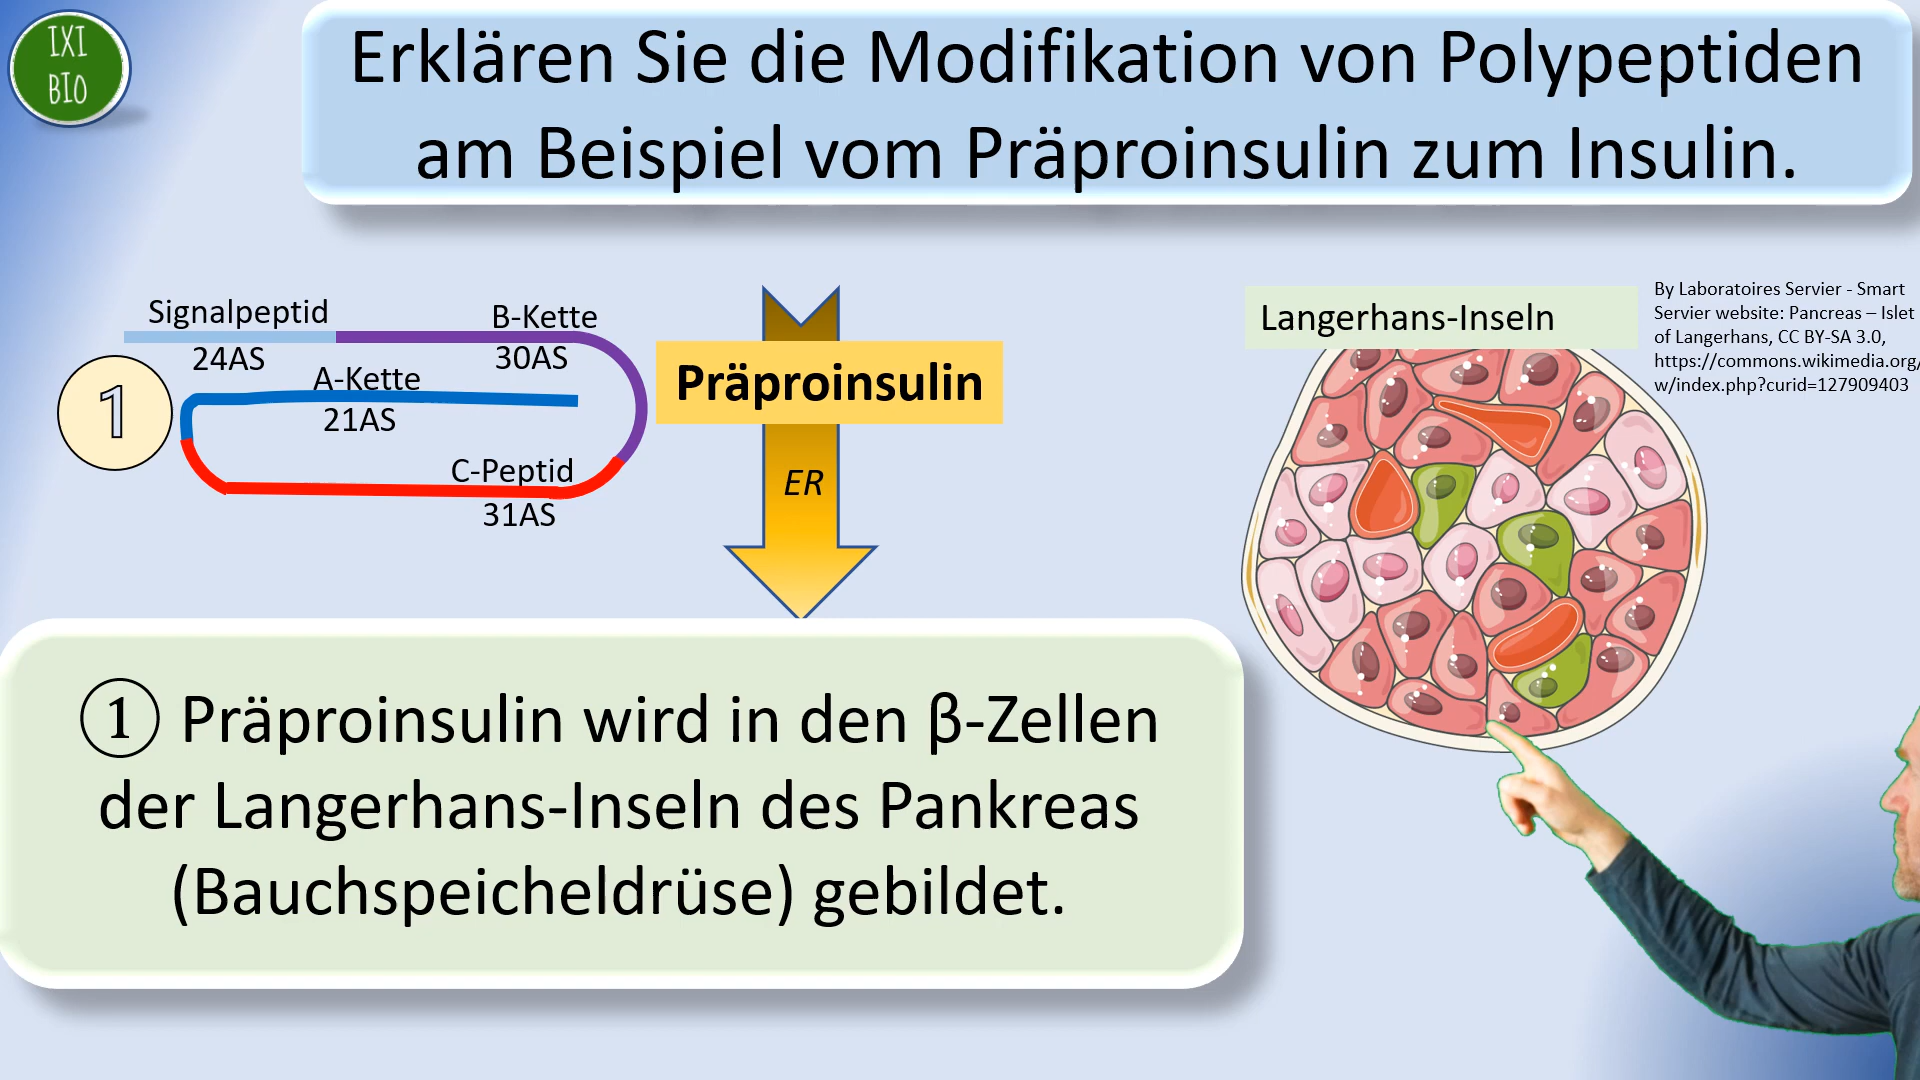 IXI
BIO
Erklären Sie die Modifikation von Polypeptiden
am Beispiel vom Präproinsulin zum Insulin.
Signalpeptid
24AS
B-Kette
30AS
1
A-Kette
21AS
C-Peptid
31AS
Präproinsulin
ER
Langerhans-Inseln
By Laboratoires Servier - Smart
Servier website: Pancreas – Islet
of Langerhans, CC BY-SA 3.0,
https://commons.wikimedia.org/
w/index.php?curid=127909403
① Präproinsulin wird in den β-Zellen
der Langerhans-Inseln des Pankreas
(Bauchspeicheldrüse) gebildet.